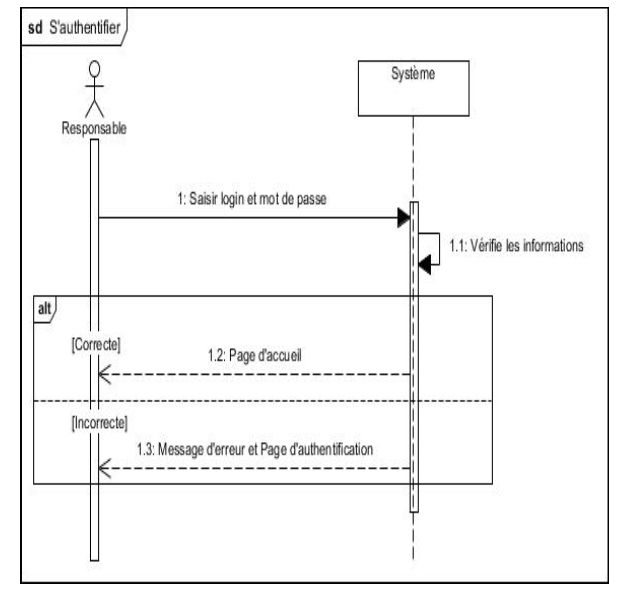 sd S'authentifier
Responsable
Système
1: Saisir login et mot de passe
1.1: Vérifie les informations
alt
[Correcte]
1.2: Page d'accueil
[Incorrecte]
1.3: Message d'erreur et Page d'authentification